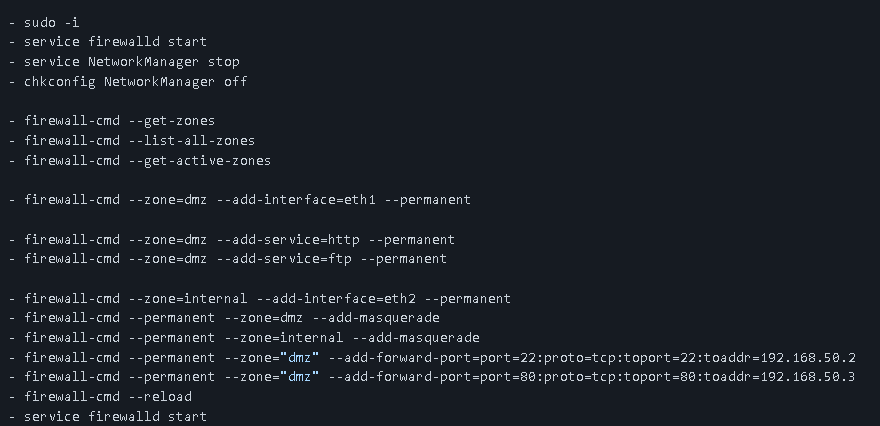 - sudo -i
- service firewalld start
- service NetworkManager stop
- chkconfig NetworkManager off
- firewall-cmd --get-zones
- firewall-cmd --list-all-zones
- firewall-cmd --get-active-zones
- firewall-cmd --zone=dmz --add-interface=eth1 --permanent
- firewall-cmd --zone=dmz --add-service=http --permanent
- firewall-cmd --zone=dmz --add-service=ftp --permanent
- firewall-cmd --zone=internal --add-interface=eth2 --permanent
- firewall-cmd --permanent --zone=dmz --add-masquerade
- firewall-cmd --permanent --zone=internal --add-masquerade
- firewall-cmd --permanent --zone="dmz" --add-forward-port=port=22:proto=tcp:toport=22:toaddr=192.168.50.2
- firewall-cmd --permanent --zone="dmz" --add-forward-port=port=80:proto=tcp:toport=80:toaddr=192.168.50.3
- firewall-cmd --reload
- service firewalld start